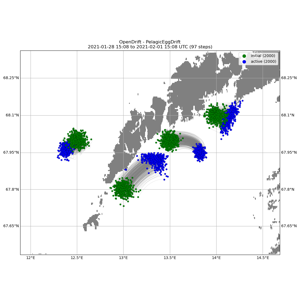 OpenDrift - PelagicEggDrift
2021-01-28 15:08 to 2021-02-01 15:08 UTC (97 steps)
initial (2000)
active (2000)
68.25°N 68.25°N
68.1°N 68.1°N
67.95°N 67.95°N
67.8°N 67.8°N
67.65°N 67.65°N
12°E 12.5°E 13°E 13.5°E 14°E 14.5°E